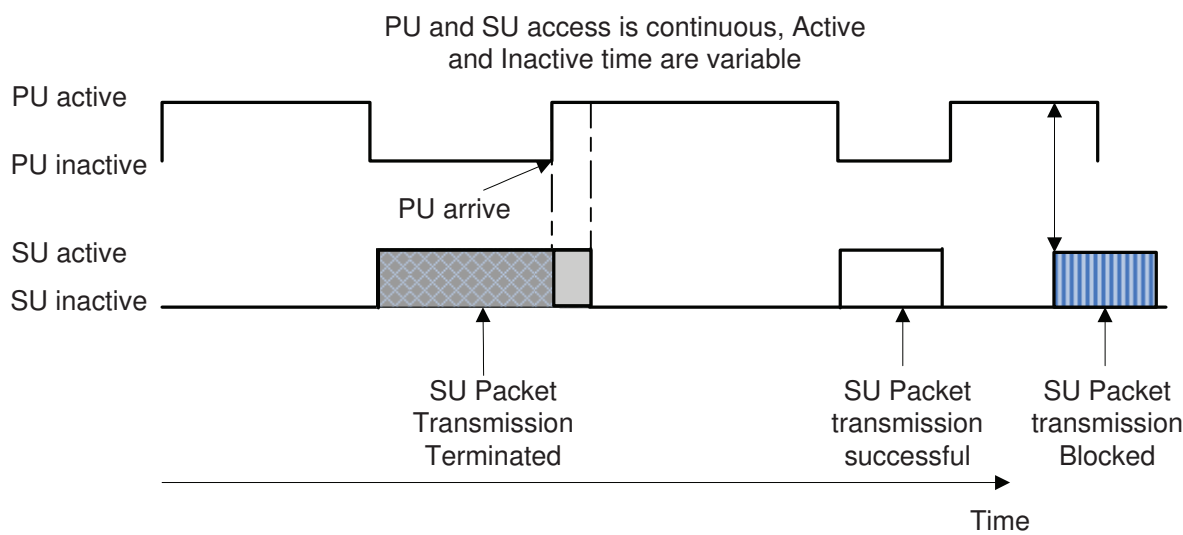 PU and SU access is continuous, Active
and Inactive time are variable
PU active
PU inactive
PU arrive
SU active
SU inactive
SU Packet
Transmission
Terminated
SU Packet
transmission
successful
SU Packet
transmission
Blocked
Time